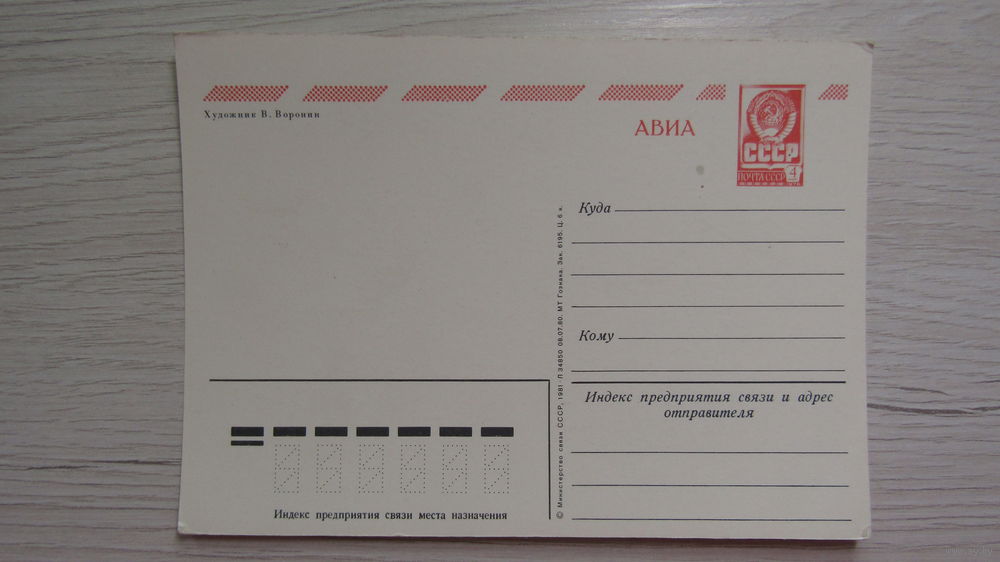 Художник В. Воронин
АВИА
СССР
ПОЧТА СССР 4
Куда
Кому
Индекс предприятия связи и адрес
отправителя
Индекс предприятия связи места назначения
© Министерство связи СССР, 1981. Л 34850 08.07.80. МТ Гознака. Зак. 6195. Ц. 6 к.